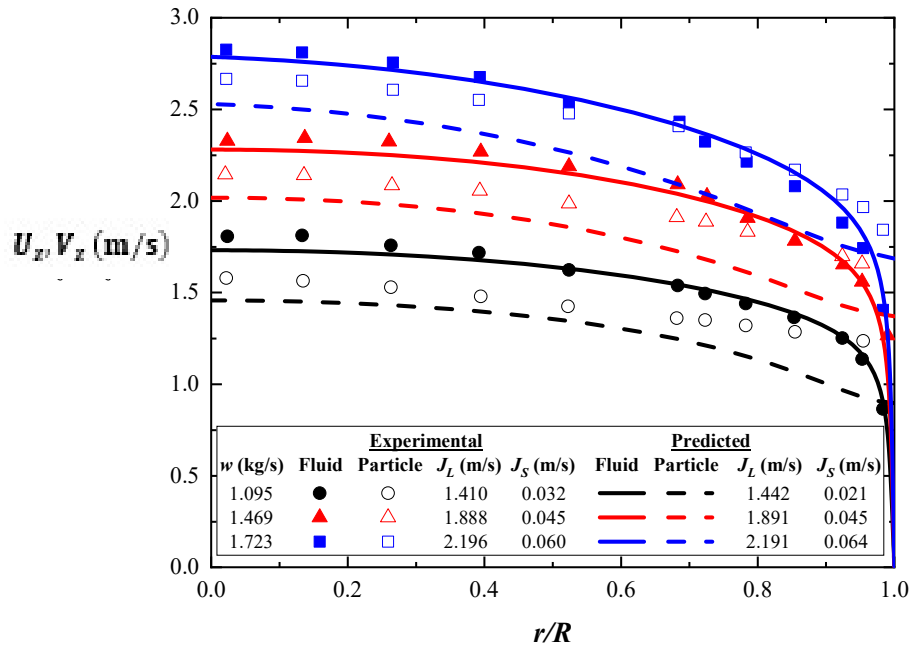 3.0
2.5
2.0
U_z, V_z (m/s)
1.5
1.0
0.5
0.0
Experimental Predicted
w (kg/s) Fluid Particle J_L (m/s) J_S (m/s) Fluid Particle J_L (m/s) J_S (m/s)
1.095 1.410 0.032 1.442 0.021
1.469 1.888 0.045 1.891 0.045
1.723 2.196 0.060 2.191 0.064
0.0 0.2 0.4 0.6 0.8 1.0
r/R